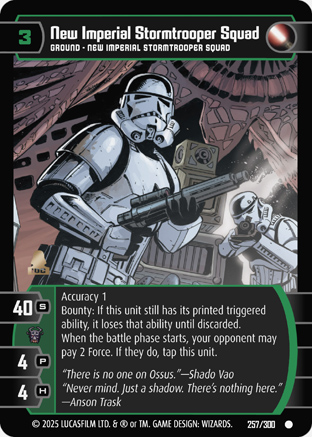 3
New Imperial Stormtrooper Squad
GROUND - NEW IMPERIAL STORMTROOPER SQUAD
40 S
Accuracy 1
Bounty: If this unit still has its printed triggered
ability, it loses that ability until discarded.
When the battle phase starts, your opponent may
pay 2 Force. If they do, tap this unit.
4 P
"There is no one on Ossus."—Shado Vao
4 H
"Never mind. Just a shadow. There's nothing here."
—Anson Trask
© 2025 LUCASFILM LTD. & ® or TM. GAME DESIGN: WIZARDS.
257/300